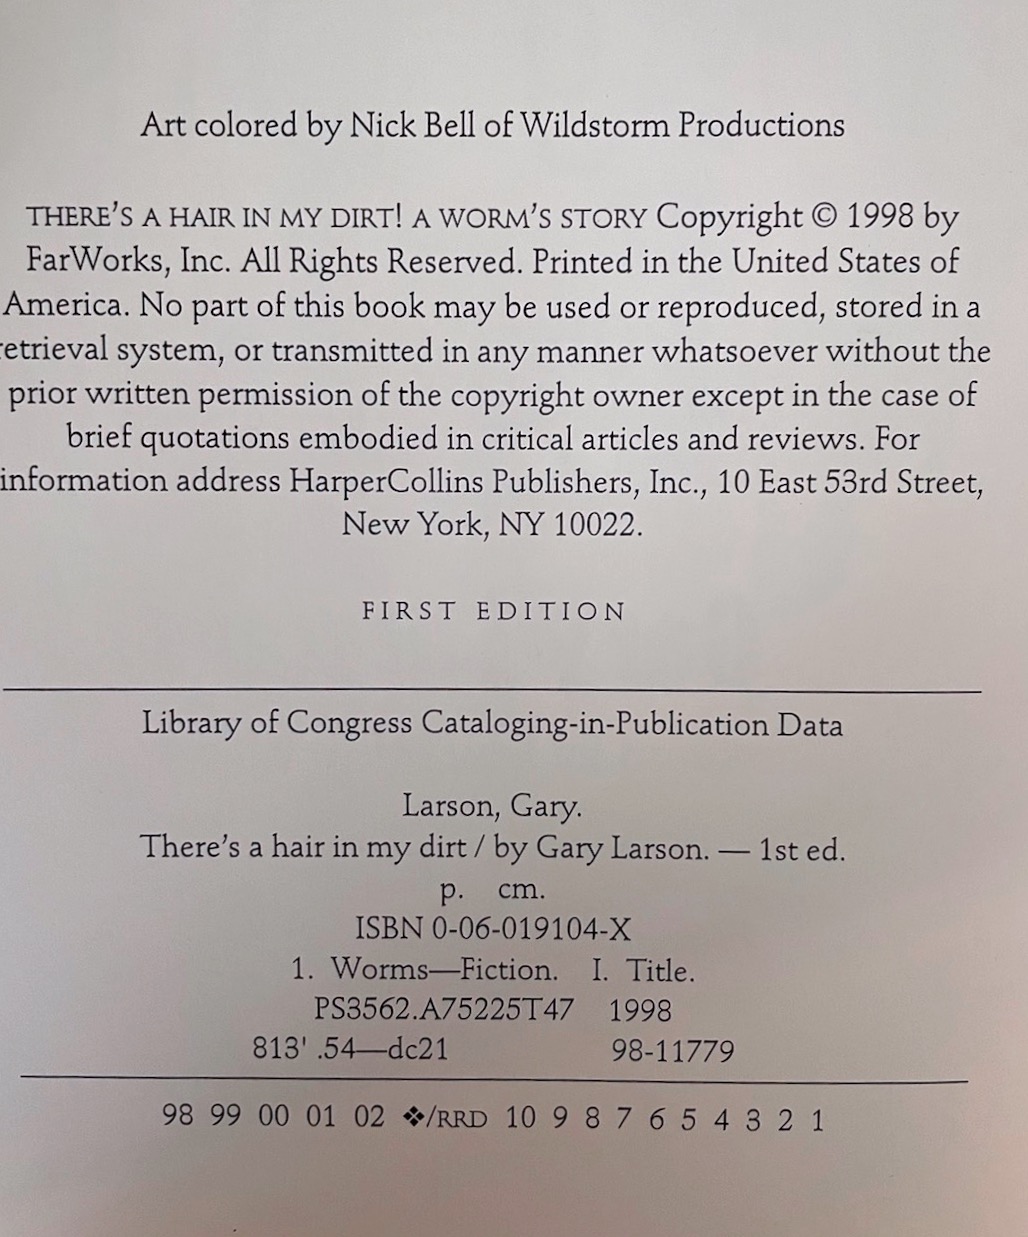 Art colored by Nick Bell of Wildstorm Productions
THERE'S A HAIR IN MY DIRT! A WORM'S STORY Copyright © 1998 by
FarWorks, Inc. All Rights Reserved. Printed in the United States of
America. No part of this book may be used or reproduced, stored in a
retrieval system, or transmitted in any manner whatsoever without the
prior written permission of the copyright owner except in the case of
brief quotations embodied in critical articles and reviews. For
information address HarperCollins Publishers, Inc., 10 East 53rd Street,
New York, NY 10022.
FIRST EDITION
Library of Congress Cataloging-in-Publication Data
Larson, Gary.
There's a hair in my dirt / by Gary Larson. — 1st ed.
p. cm.
ISBN 0-06-019104-X
1. Worms—Fiction. I. Title.
PS3562.A75225T47 1998
813' .54—dc21 98-11779
98 99 00 01 02 ❖/RRD 10 9 8 7 6 5 4 3 2 1